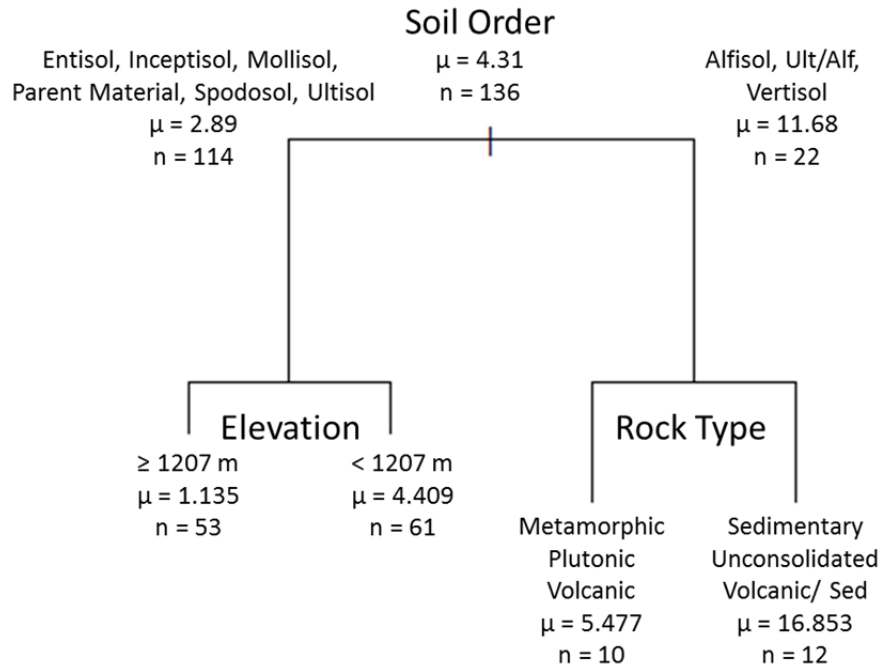 Soil Order
μ = 4.31
n = 136
Entisol, Inceptisol, Mollisol,
Parent Material, Spodosol, Ultisol
μ = 2.89
n = 114
Alfisol, Ult/Alf,
Vertisol
μ = 11.68
n = 22
Elevation
≥ 1207 m
μ = 1.135
n = 53
< 1207 m
μ = 4.409
n = 61
Rock Type
Metamorphic
Plutonic
Volcanic
μ = 5.477
n = 10
Sedimentary
Unconsolidated
Volcanic/ Sed
μ = 16.853
n = 12